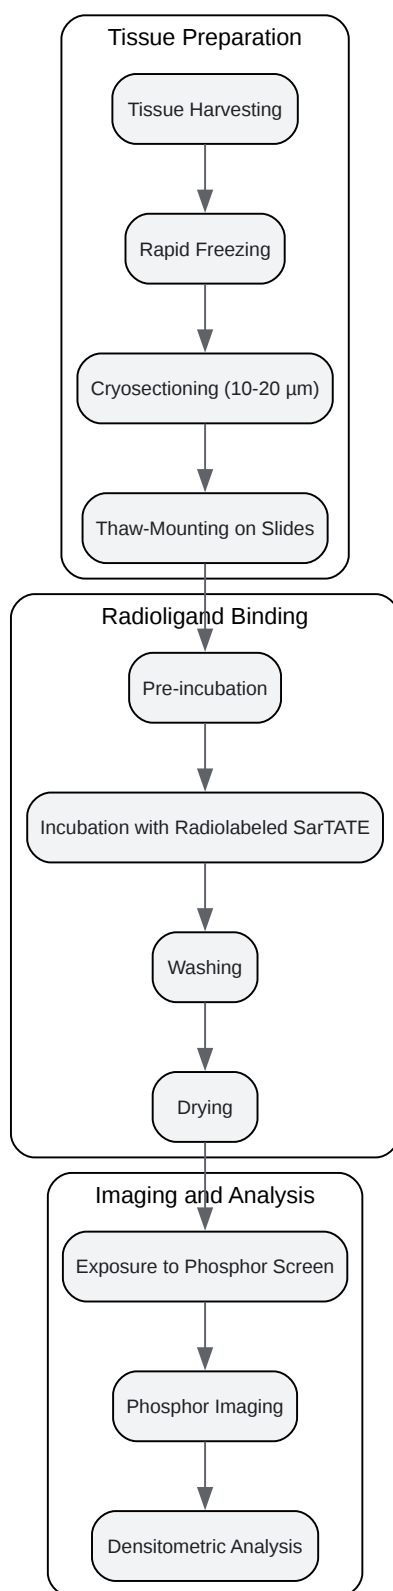 Tissue Preparation
Tissue Harvesting
Rapid Freezing
Cryosectioning (10-20 µm)
Thaw-Mounting on Slides
Radioligand Binding
Pre-incubation
Incubation with Radiolabeled SarTATE
Washing
Drying
Imaging and Analysis
Exposure to Phosphor Screen
Phosphor Imaging
Densitometric Analysis